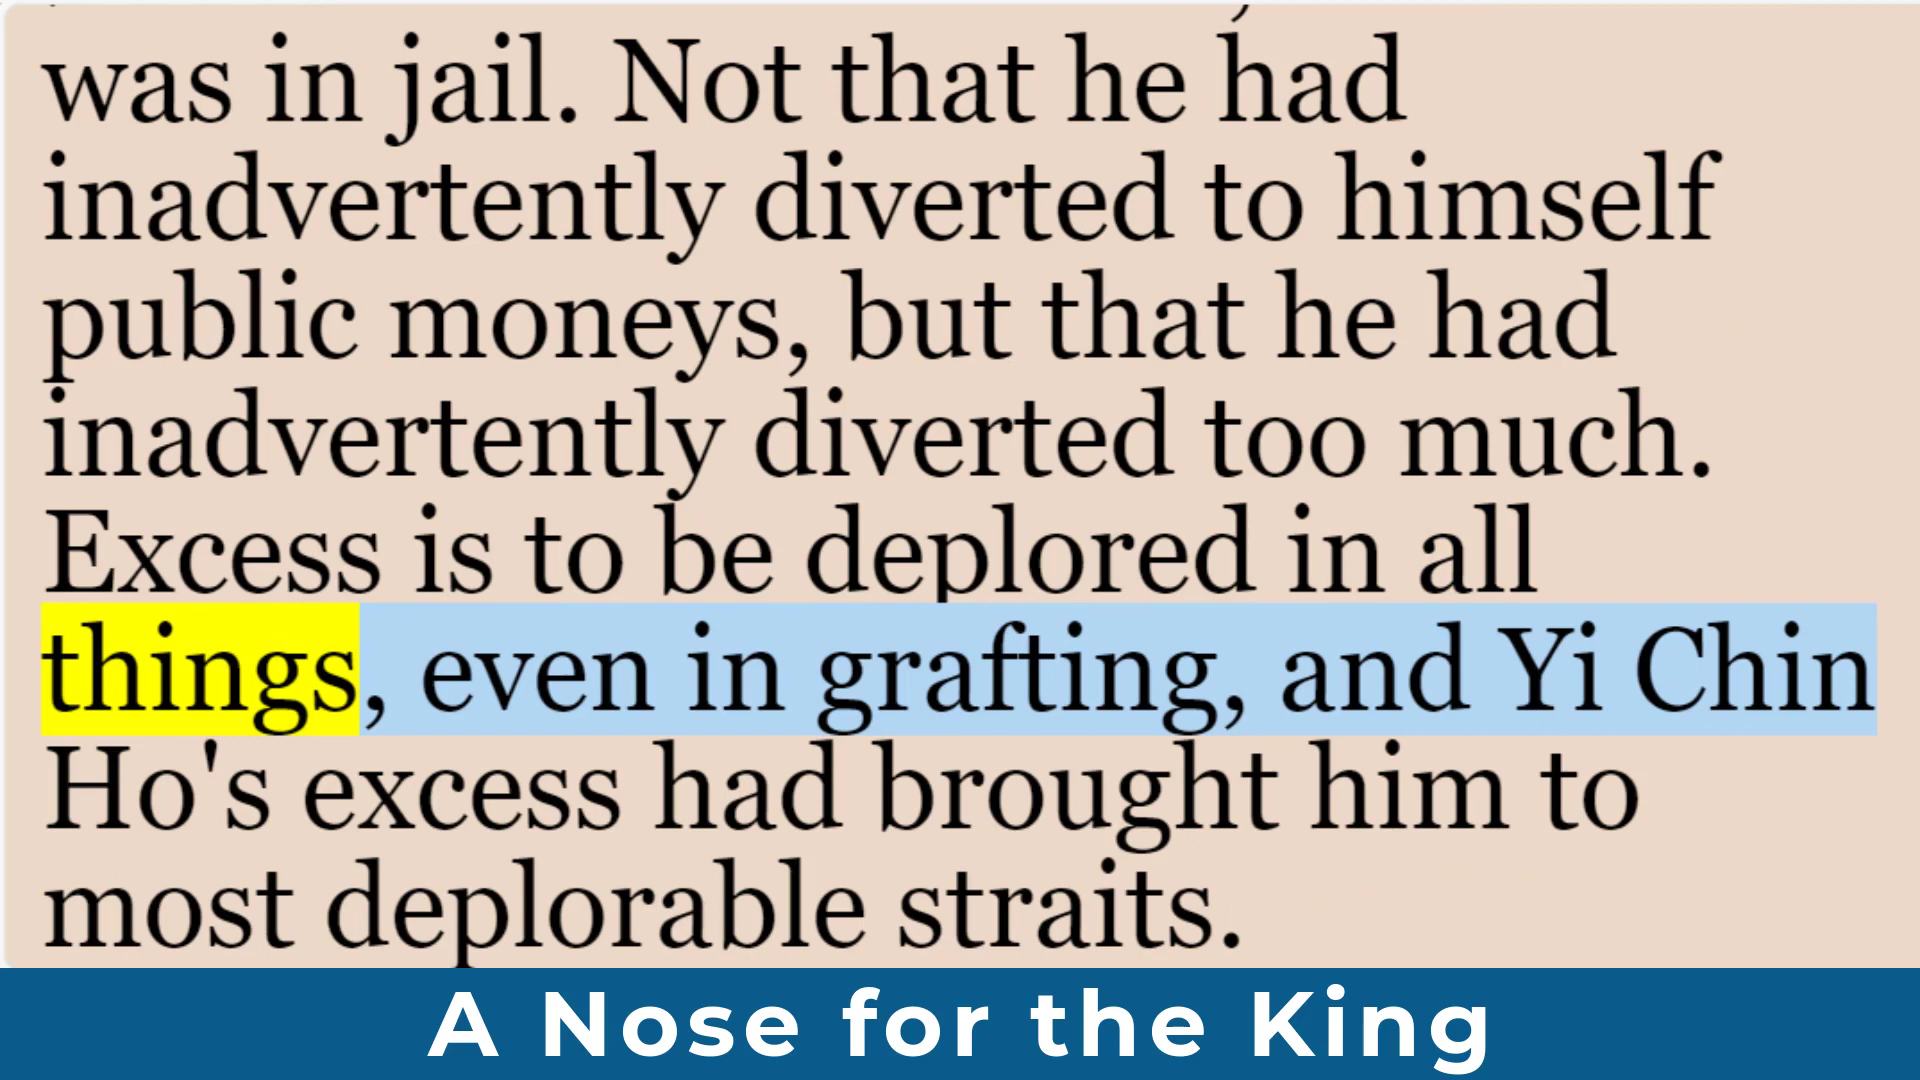 was in jail. Not that he had
inadvertently diverted to himself
public moneys, but that he had
inadvertently diverted too much.
Excess is to be deplored in all
things, even in grafting, and Yi Chin
Ho's excess had brought him to
most deplorable straits.
A Nose for the King